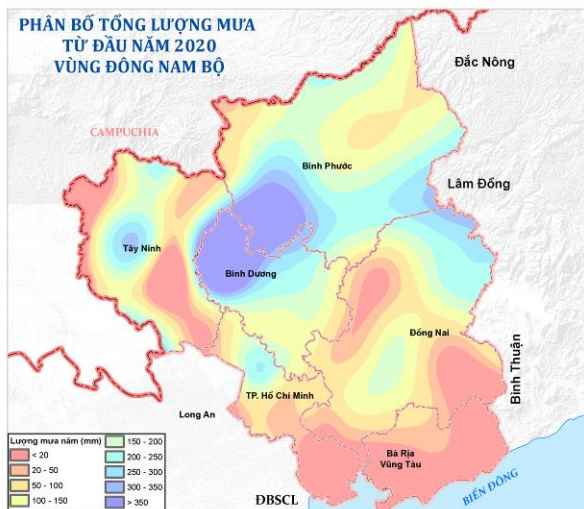 PHÂN BỐ TỔNG LƯỢNG MƯA
TỪ ĐẦU NĂM 2020
VÙNG ĐÔNG NAM BỘ
Đắc Nông
CAMPUCHIA
Bình Phước
Lâm Đồng
Tây Ninh
Bình Dương
Đồng Nai
Bình Thuận
TP. Hồ Chí Minh
Long An
Bà Rịa
Vũng Tàu
BIỂN ĐÔNG
ĐBSCL
Lượng mưa năm (mm)
< 20
20 - 50
50 - 100
100 - 150
150 - 200
200 - 250
250 - 300
300 - 350
> 350